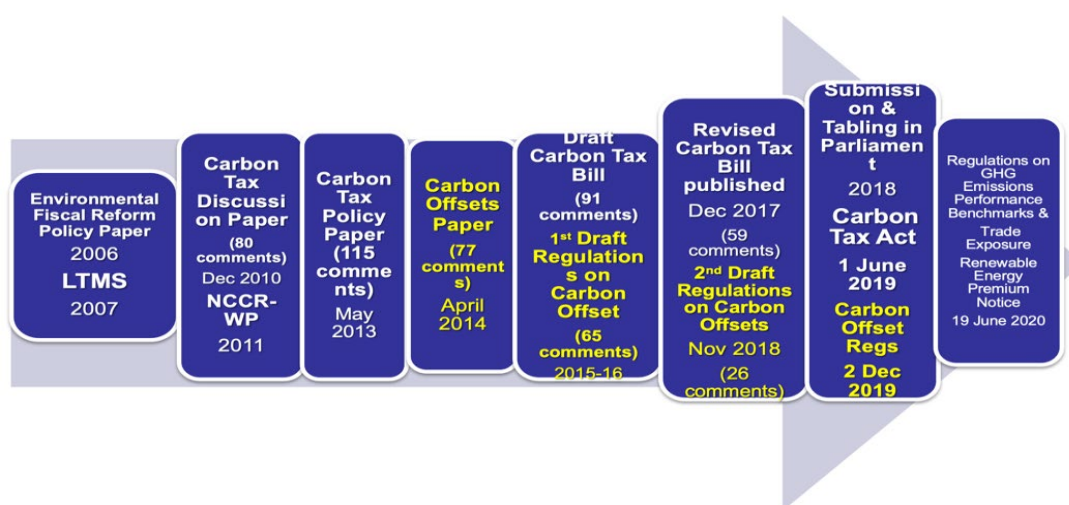 Environmental
Fiscal Reform
Policy Paper
2006
LTMS
2007
Carbon
Tax
Discussi
on Paper
(80
comments)
Dec 2010
NCCR-
WP
2011
Carbon
Tax
Policy
Paper
(115
comme
nts)
May
2013
Carbon
Offsets
Paper
(77
comment
s)
April
2014
Draft
Carbon Tax
Bill
(91
comments)
1st Draft
Regulation
s on
Carbon
Offset
(65
comments)
2015-16
Revised
Carbon Tax
Bill
published
Dec 2017
(59
comments)
2nd Draft
Regulations
on Carbon
Offsets
Nov 2018
(26
comments)
Submissi
on &
Tabling in
Parliamen
t
2018
Carbon
Tax Act
1 June
2019
Carbon
Offset
Regs
2 Dec
2019
Regulations on
GHG
Emissions
Performance
Benchmarks &
Trade
Exposure
Renewable
Energy
Premium
Notice
19 June 2020